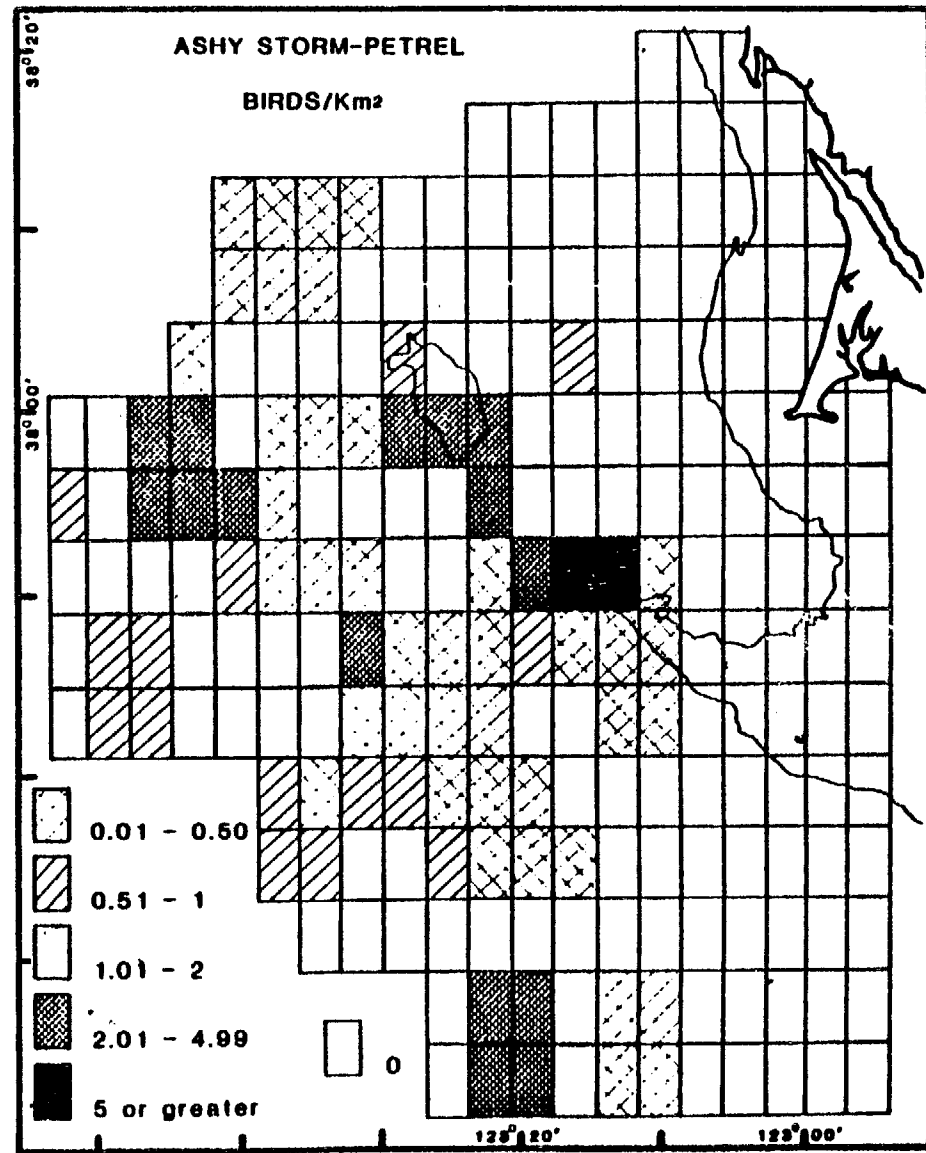 ASHY STORM-PETREL
BIRDS/Km²
38°20'
38°00'
0.01 - 0.50
0.51 - 1
1.01 - 2
2.01 - 4.99
5 or greater
0
123°20'
123°00'